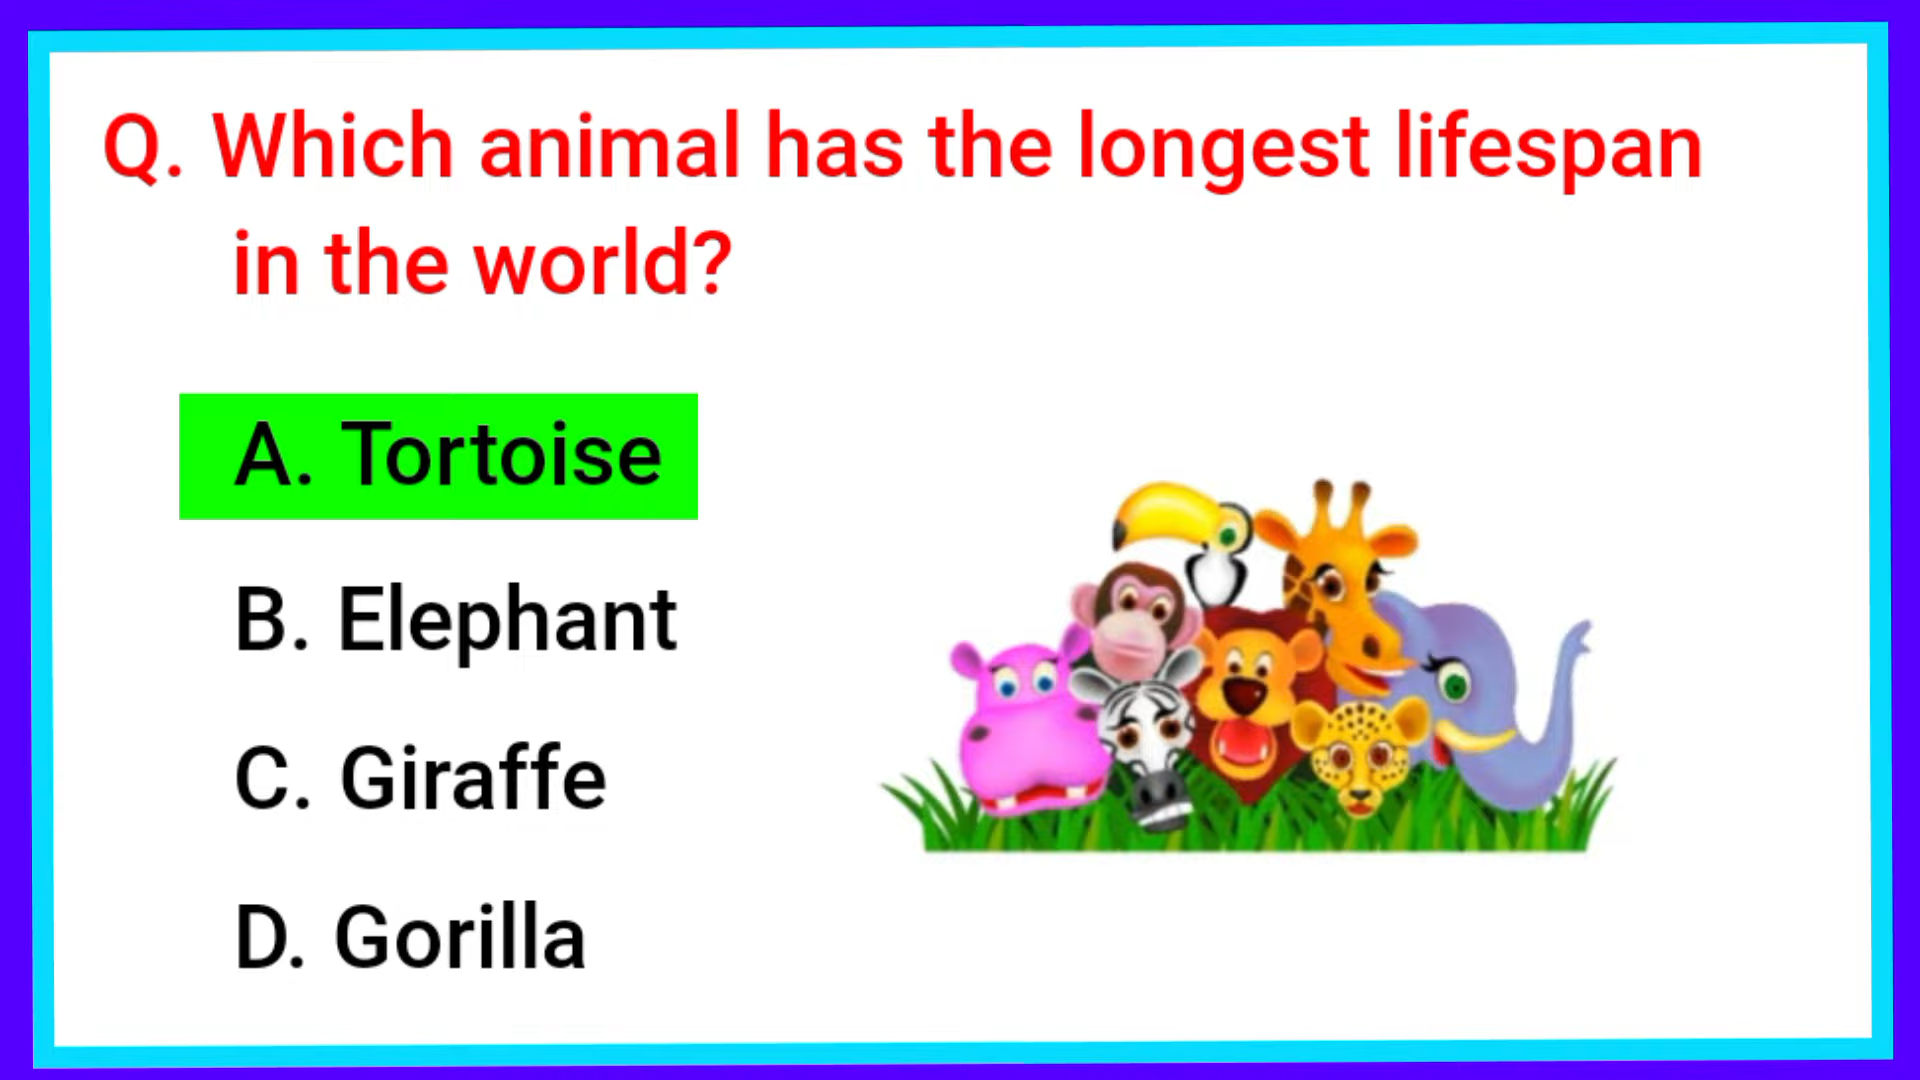 Q. Which animal has the longest lifespan
in the world?
A. Tortoise
B. Elephant
C. Giraffe
D. Gorilla